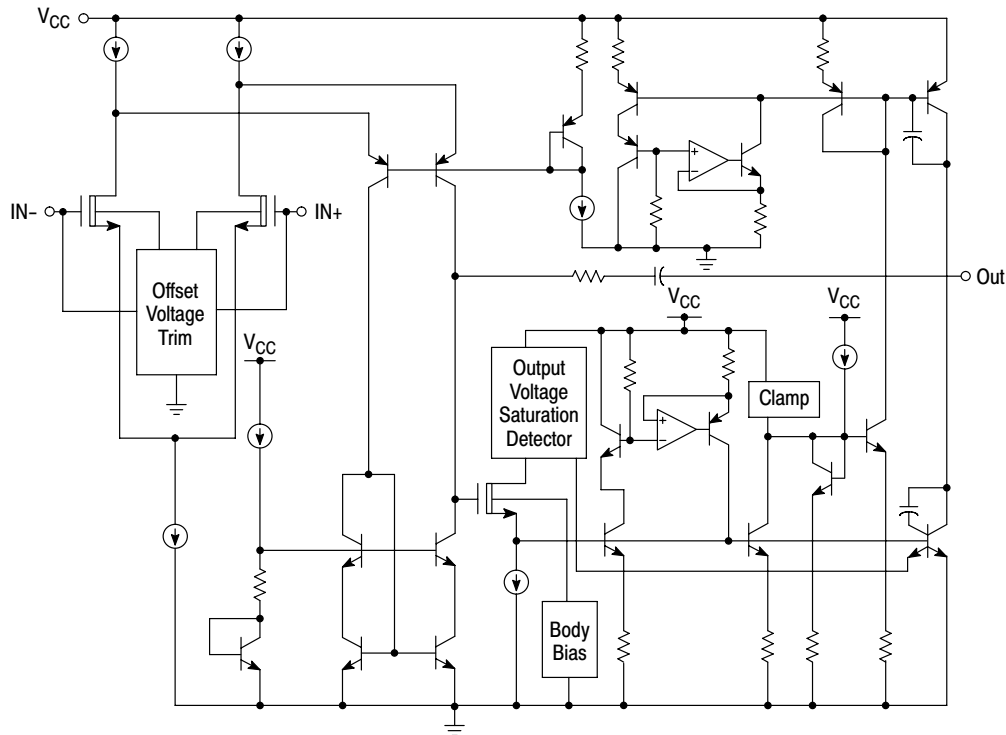 VCC
IN-
IN+
Offset
Voltage
Trim
Out
VCC
VCC
VCC
Output
Voltage
Saturation
Detector
+
−
Clamp
+
−
Body
Bias